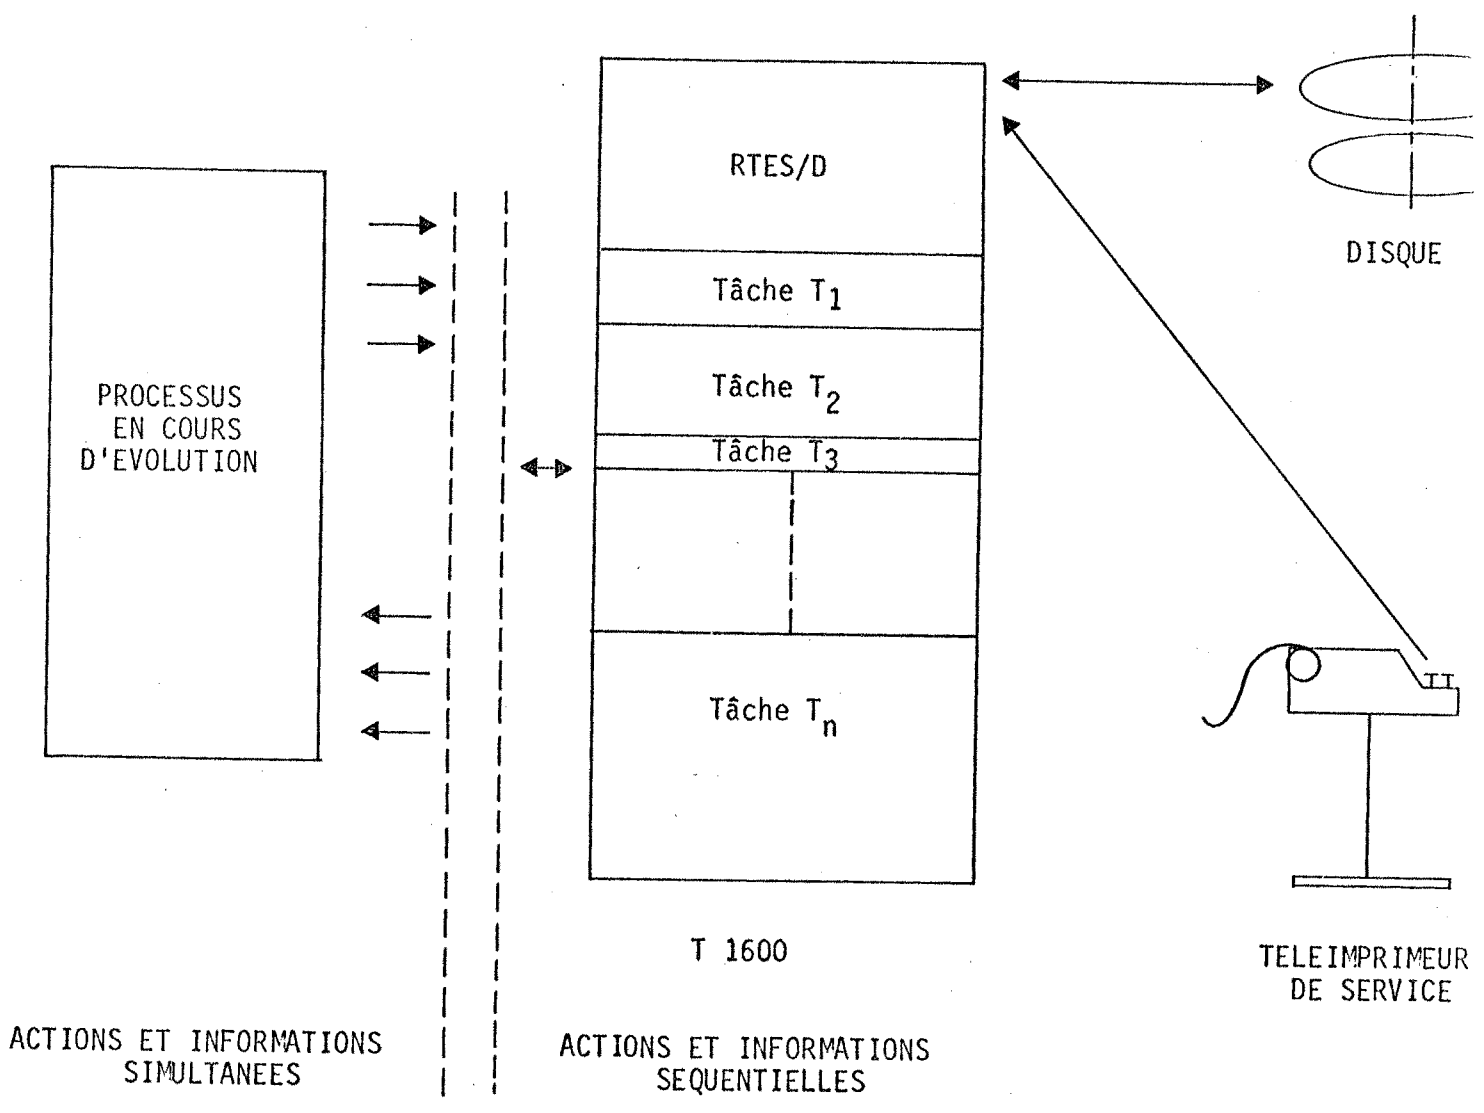 RTES/D
Tâche T1
Tâche T2
Tâche T3
Tâche Tn
T 1600
PROCESSUS
EN COURS
D'EVOLUTION
DISQUE
TELEIMPRIMEUR
DE SERVICE
ACTIONS ET INFORMATIONS
SIMULTANEES
ACTIONS ET INFORMATIONS
SEQUENTIELLES